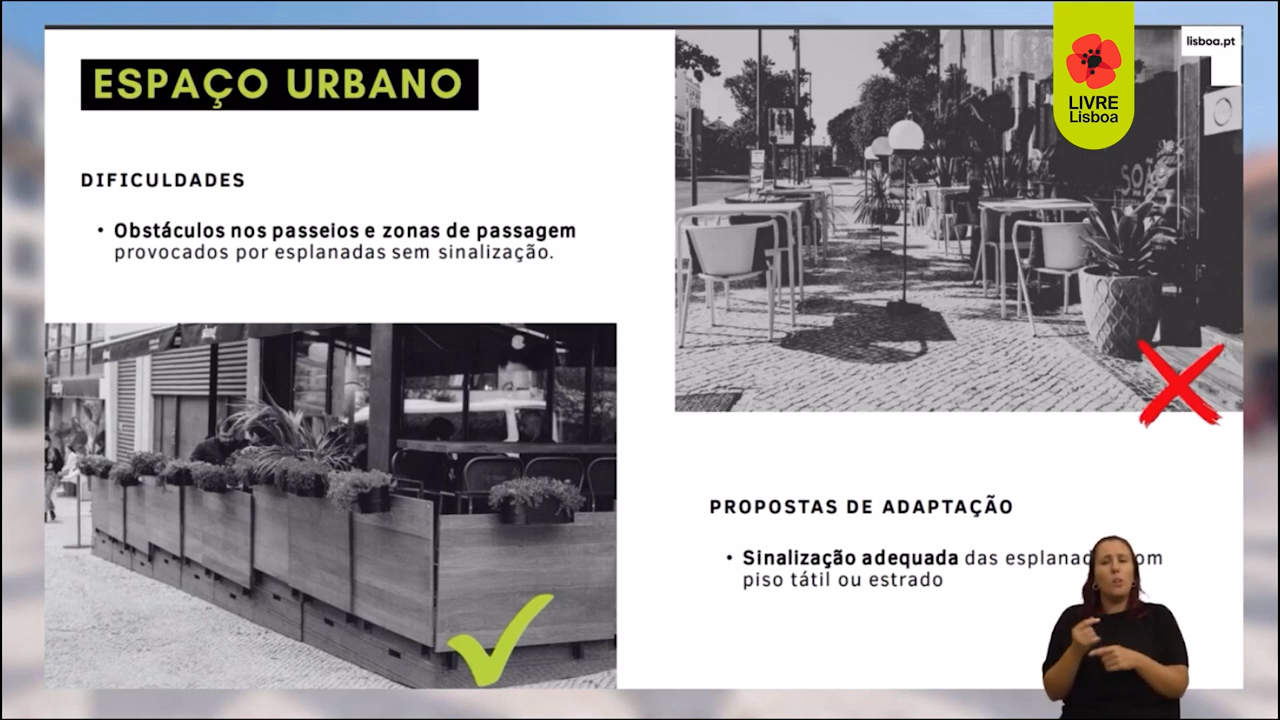 ESPAÇO URBANO
DIFICULDADES
• Obstáculos nos passeios e zonas de passagem
provocados por esplanadas sem sinalização.
lisboa.pt
LIVRE
Lisboa
PROPOSTAS DE ADAPTAÇÃO
• Sinalização adequada das
piso tátil ou estrado